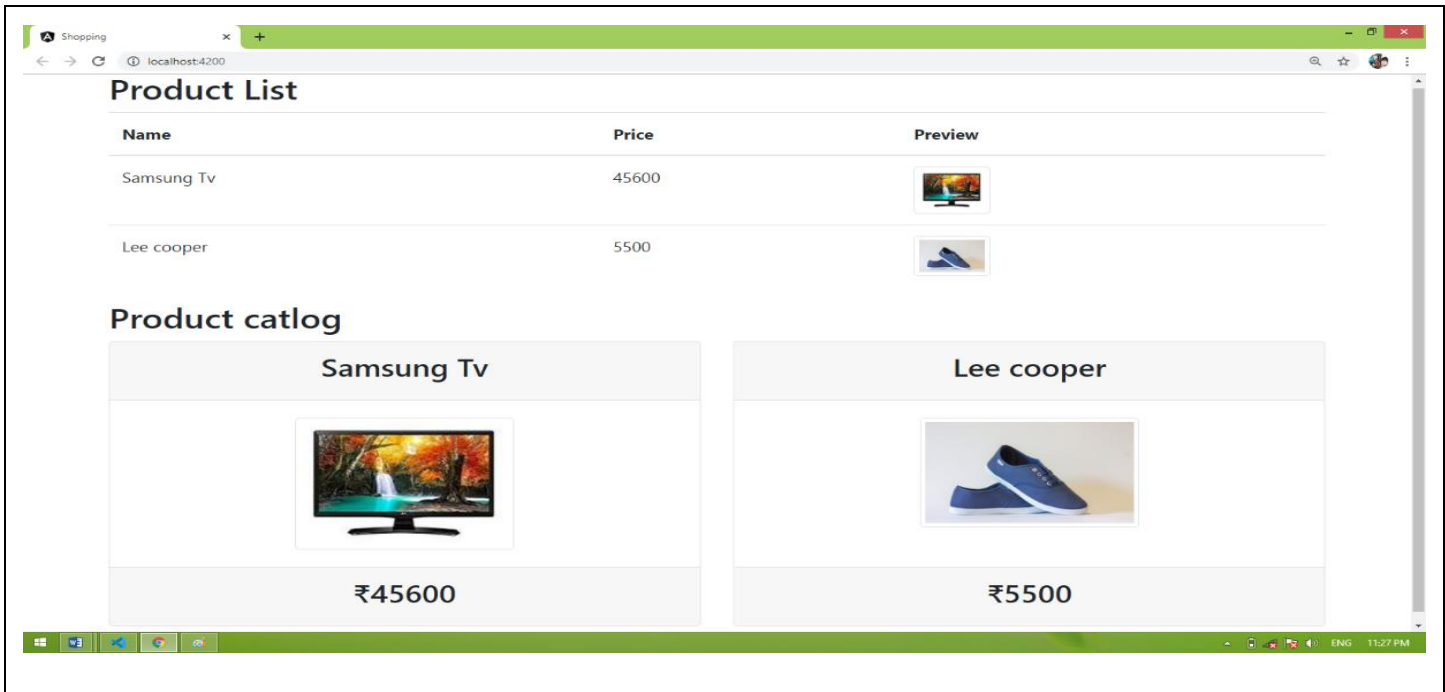 Shopping
localhost:4200
Product List
Name Price Preview
Samsung Tv 45600
Lee cooper 5500
Product catlog
Samsung Tv Lee cooper
₹45600 ₹5500
ENG 11:27 PM